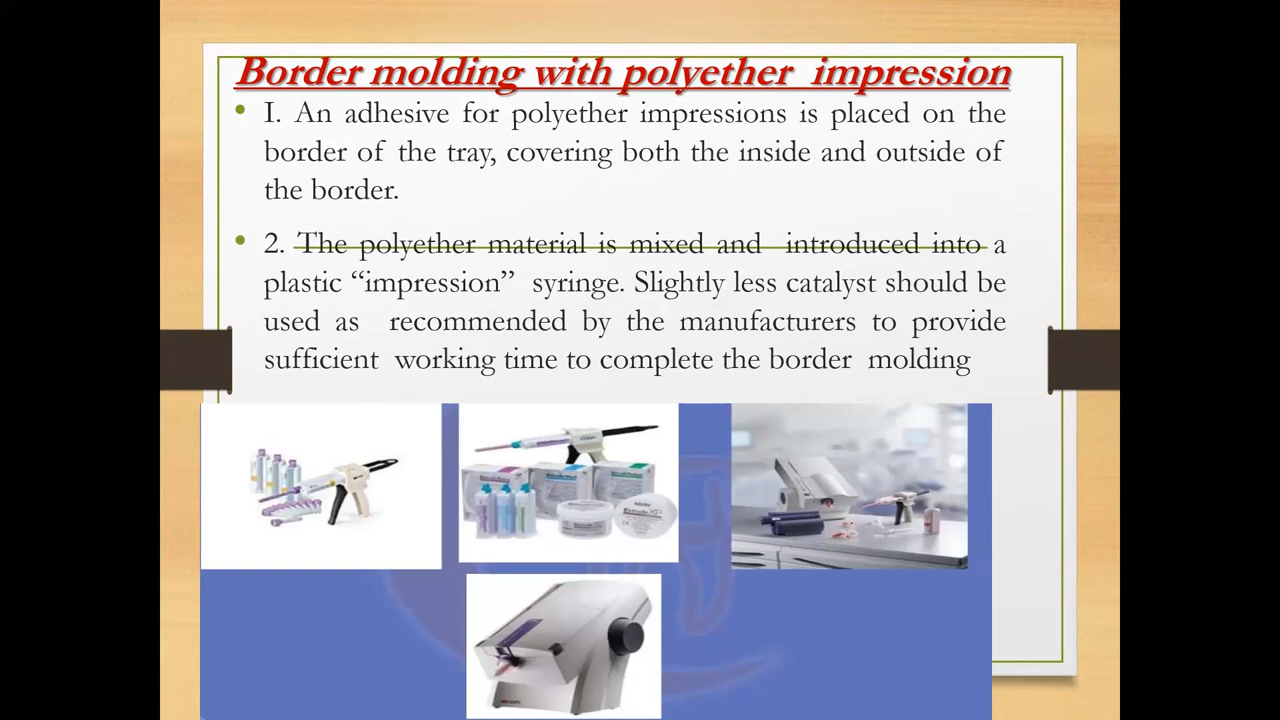 Border molding with polyether impression
• I. An adhesive for polyether impressions is placed on the
border of the tray, covering both the inside and outside of
the border.
• 2. The polyether material is mixed and introduced into a
plastic “impression” syringe. Slightly less catalyst should be
used as recommended by the manufacturers to provide
sufficient working time to complete the border molding